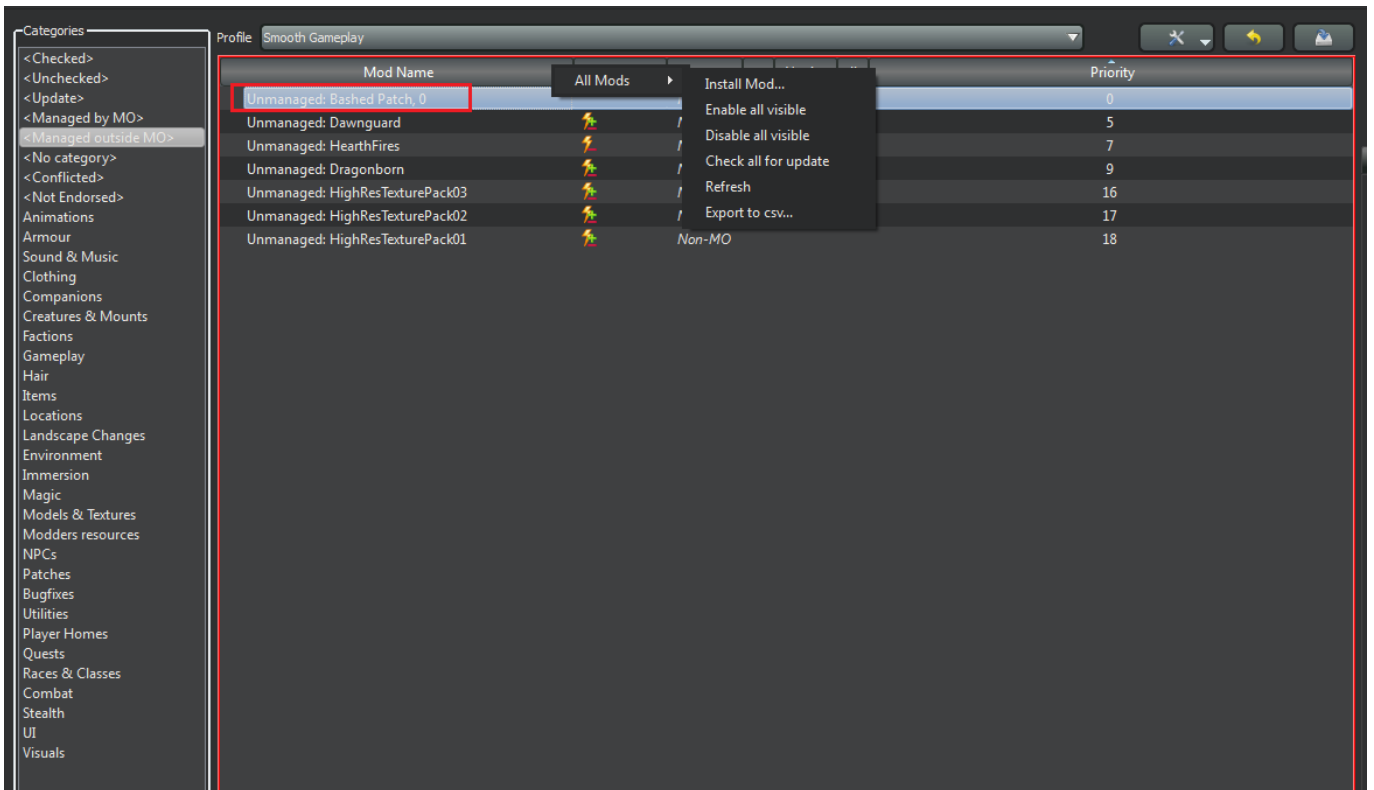 Categories
<Checked>
<Unchecked>
<Update>
<Managed by MO>
<Managed outside MO>
<No category>
<Conflicted>
<Not Endorsed>
Animations
Armour
Sound & Music
Clothing
Companions
Creatures & Mounts
Factions
Gameplay
Hair
Items
Locations
Landscape Changes
Environment
Immersion
Magic
Models & Textures
Modders resources
NPCs
Patches
Bugfixes
Utilities
Player Homes
Quests
Races & Classes
Combat
Stealth
UI
Visuals
Profile Smooth Gameplay
Mod Name Priority
Unmanaged: Bashed Patch, 0 0
Unmanaged: Dawnguard 5
Unmanaged: HearthFires 7
Unmanaged: Dragonborn 9
Unmanaged: HighResTexturePack03 16
Unmanaged: HighResTexturePack02 17
Unmanaged: HighResTexturePack01 Non-MO 18
All Mods
Install Mod...
Enable all visible
Disable all visible
Check all for update
Refresh
Export to csv...